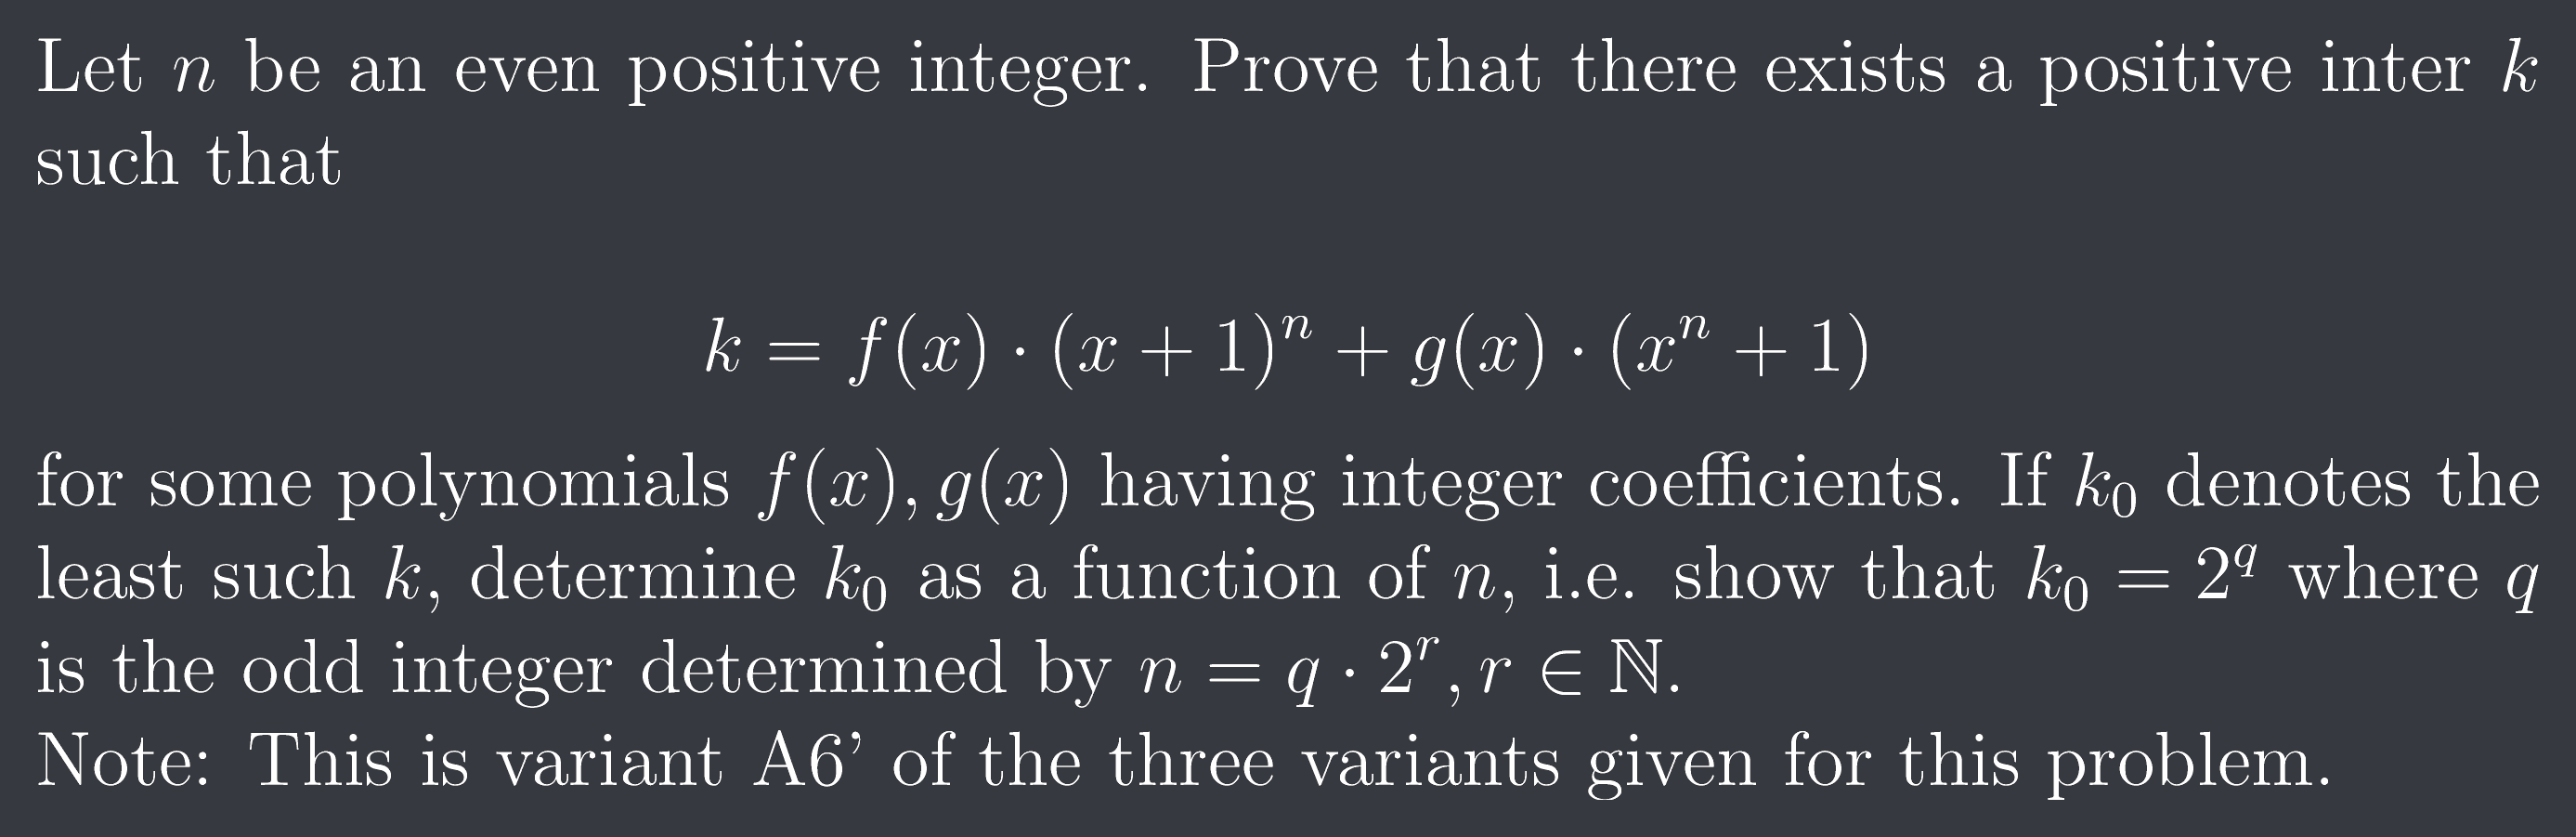 Let n be an even positive integer. Prove that there exists a positive inter k
such that
k = f(x) · (x + 1)^n + g(x) · (x^n + 1)
for some polynomials f(x), g(x) having integer coefficients. If k_0 denotes the
least such k, determine k_0 as a function of n, i.e. show that k_0 = 2^q where q
is the odd integer determined by n = q · 2^r, r ∈ ℕ.
Note: This is variant A6’ of the three variants given for this problem.